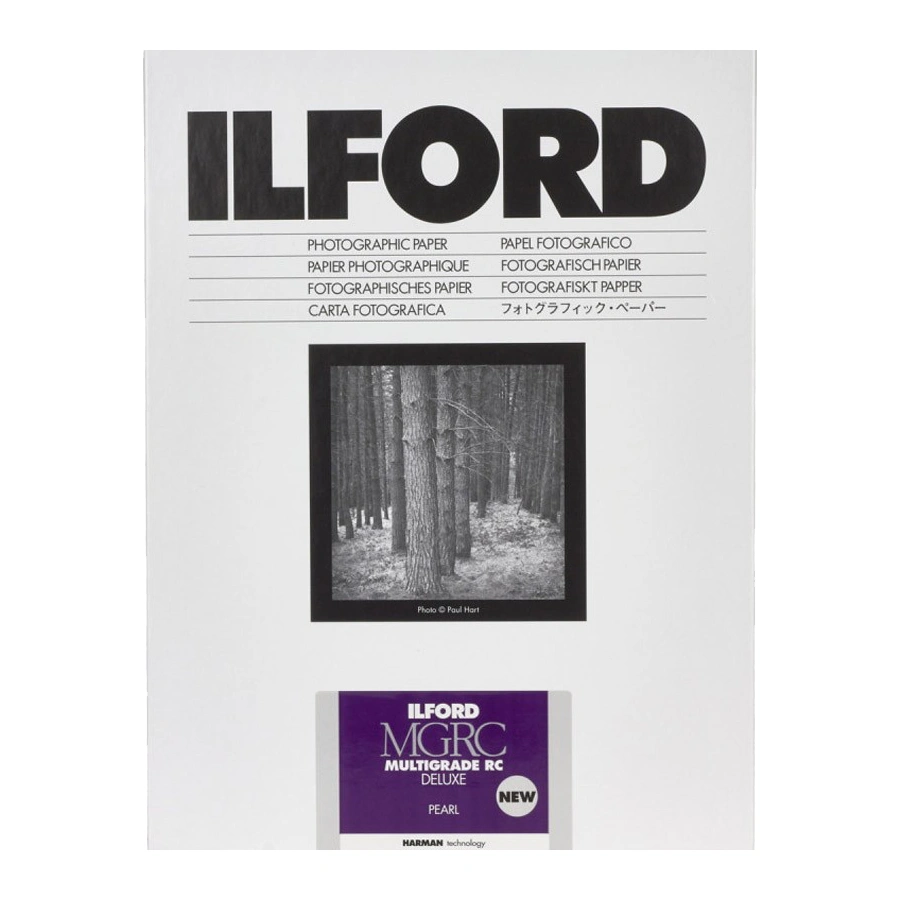 ILFORD
PHOTOGRAPHIC PAPER PAPEL FOTOGRAFICO
PAPIER PHOTOGRAPHIQUE FOTOGRAFISCH PAPIER
FOTOGRAPHISCHES PAPIER FOTOGRAFISKT PAPPER
CARTA FOTOGRAFICA フォトグラフィック・ペーパー
Photo © Paul Hart
ILFORD
MGRC
MULTIGRADE RC
DELUXE
NEW
PEARL
HARMAN technology